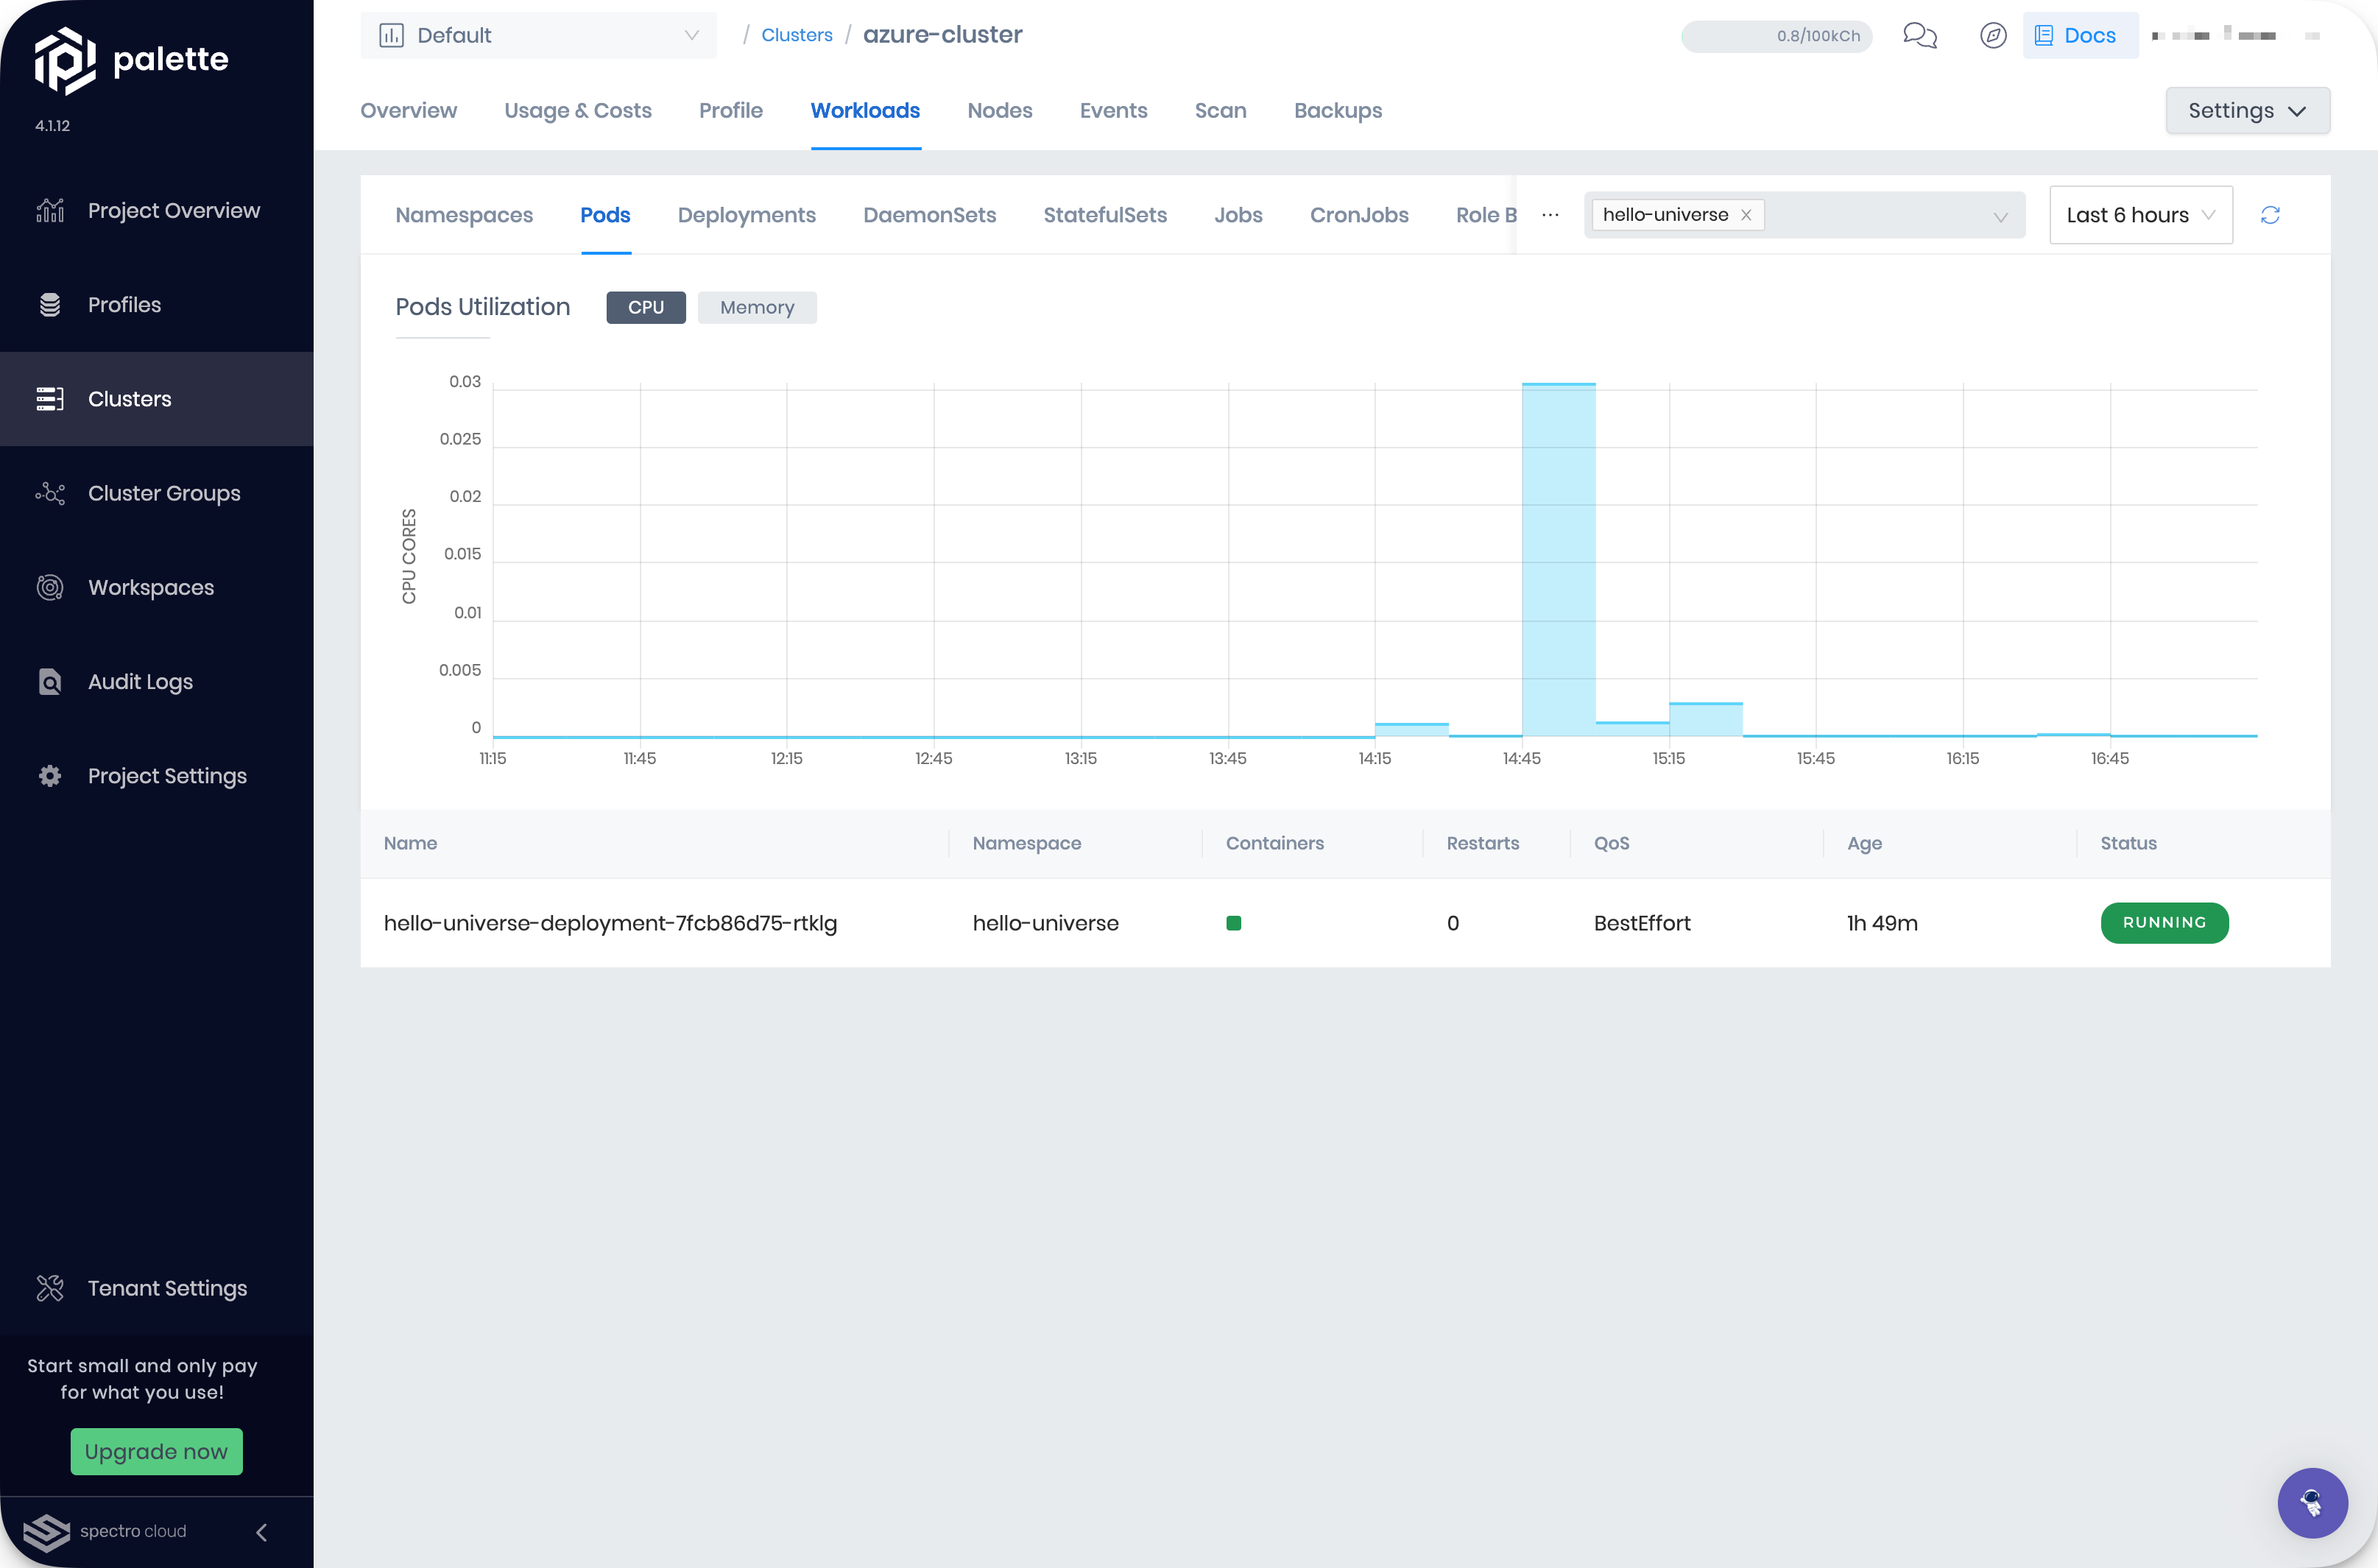 palette
4.1.12
Project Overview
Profiles
Clusters
Cluster Groups
Workspaces
Audit Logs
Project Settings
Tenant Settings
Start small and only pay
for what you use!
Upgrade now
spectro cloud
Default / Clusters / azure-cluster
0.8/100kCh
Docs
Overview Usage & Costs Profile Workloads Nodes Events Scan Backups
Settings
Namespaces Pods Deployments DaemonSets StatefulSets Jobs CronJobs Role B ···
hello-universe
Last 6 hours
Pods Utilization CPU Memory
CPU CORES
0.03
0.025
0.02
0.015
0.01
0.005
0
11:15 11:45 12:15 12:45 13:15 13:45 14:15 14:45 15:15 15:45 16:15 16:45
Name Namespace Containers Restarts QoS Age Status
hello-universe-deployment-7fcb86d75-rtklg hello-universe 0 BestEffort 1h 49m RUNNING